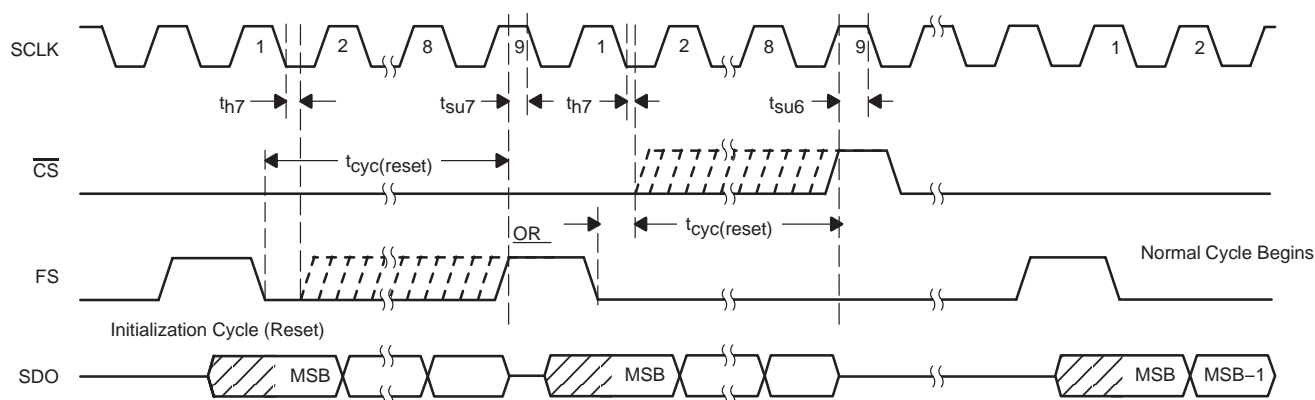 SCLK
1 2 8 9 1 2 8 9 1 2
th7 tsu7 th7 tsu6
CS
tcyc(reset)
tcyc(reset)
OR
FS
Normal Cycle Begins
Initialization Cycle (Reset)
SDO
MSB MSB MSB MSB−1